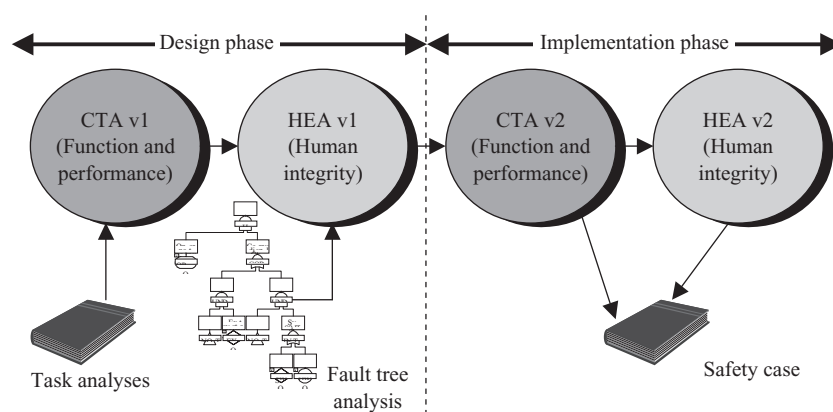 Design phase
Implementation phase
CTA v1
(Function and
performance)
HEA v1
(Human
integrity)
CTA v2
(Function and
performance)
HEA v2
(Human
integrity)
Task analyses
Fault tree
analysis
Safety case